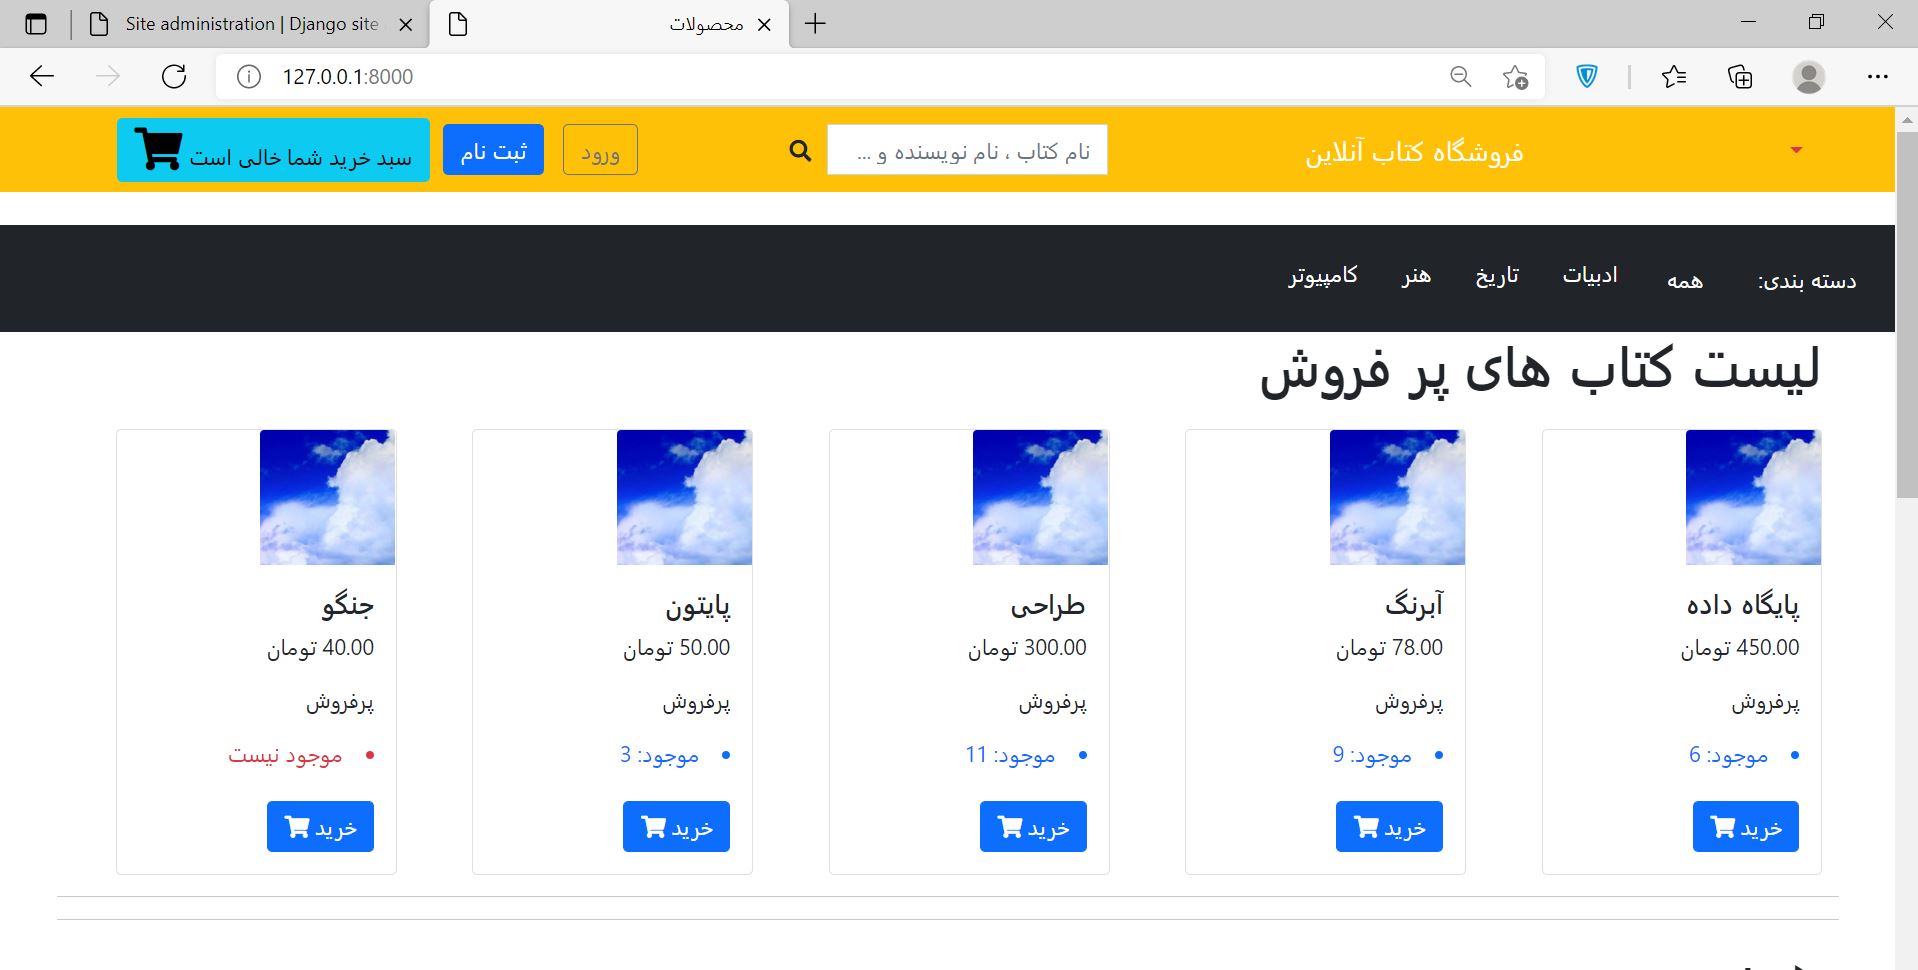 Site administration | Django site
محصولات
127.0.0.1:8000
فروشگاه کتاب آنلاین
نام کتاب ، نام نویسنده و ...
ورود
ثبت نام
سبد خرید شما خالی است
دسته بندی:
همه
ادبیات
تاریخ
هنر
کامپیوتر
لیست کتاب های پر فروش
پایگاه داده
450.00 تومان
پرفروش
موجود: 6
خرید
آبرنگ
78.00 تومان
پرفروش
موجود: 9
خرید
طراحی
300.00 تومان
پرفروش
موجود: 11
خرید
پایتون
50.00 تومان
پرفروش
موجود: 3
خرید
جنگو
40.00 تومان
پرفروش
موجود نیست
خرید